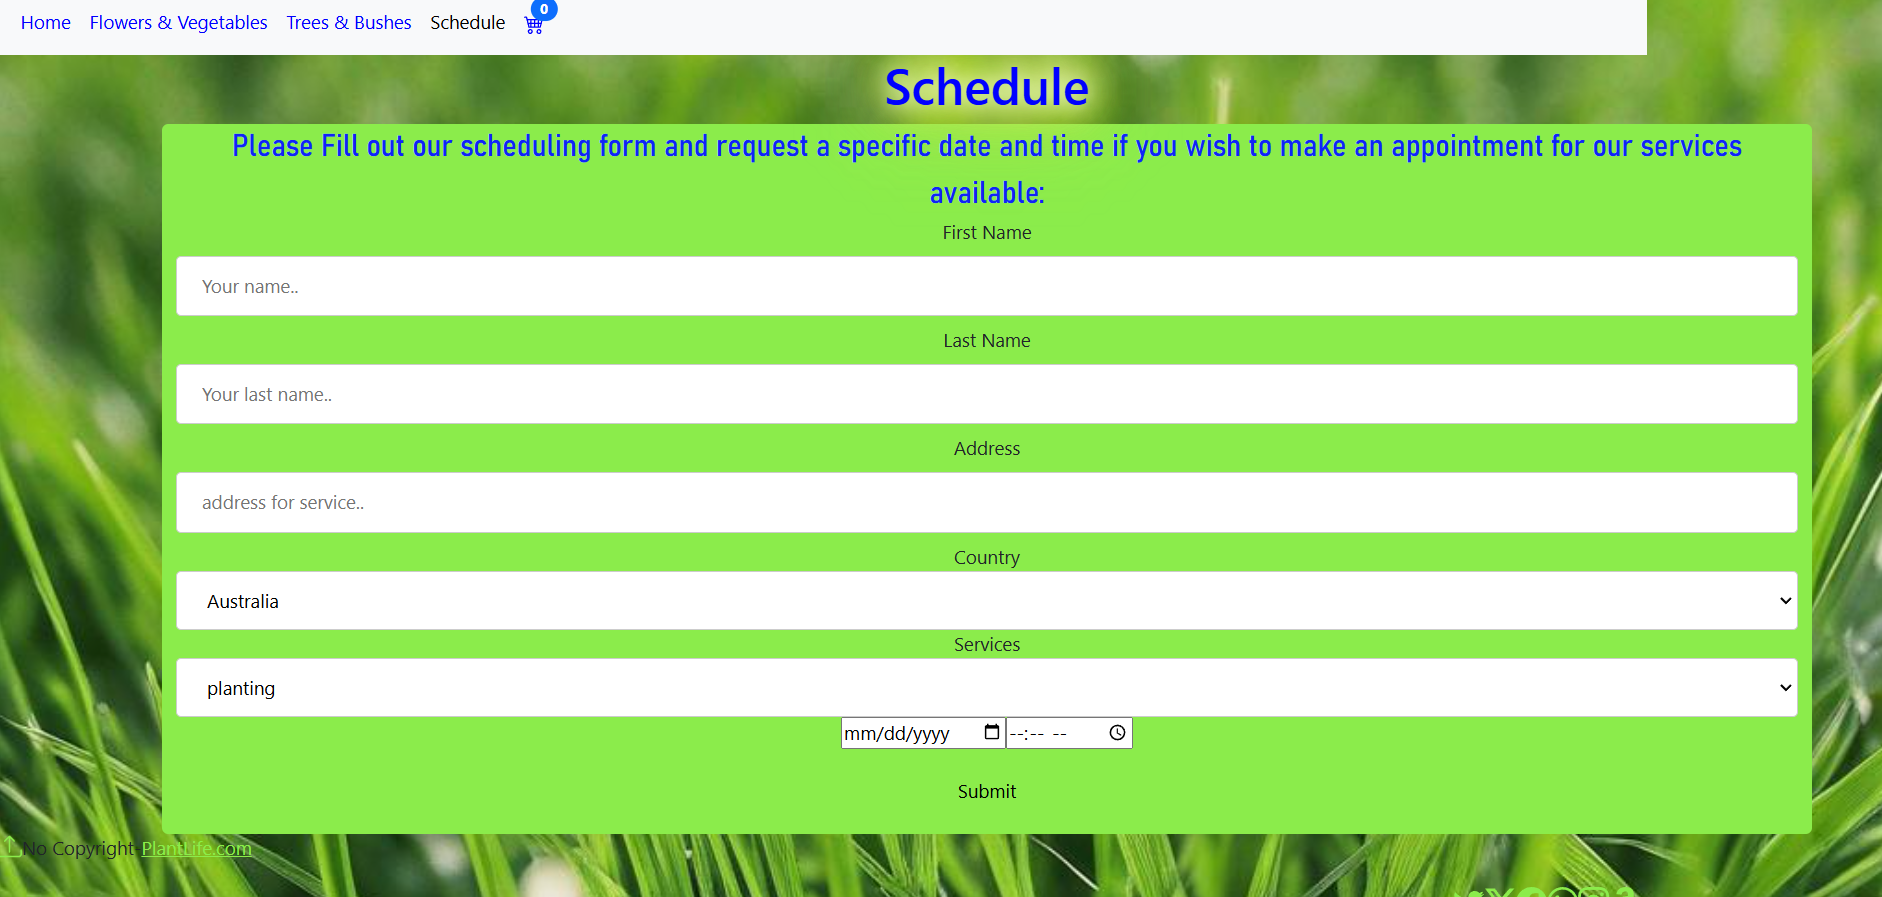 Home Flowers & Vegetables Trees & Bushes Schedule 0
Schedule
Please Fill out our scheduling form and request a specific date and time if you wish to make an appointment for our services
available:
First Name
Your name..
Last Name
Your last name..
Address
address for service..
Country
Australia
Services
planting
mm/dd/yyyy --:-- --
Submit
No Copyright-PlantLife.com